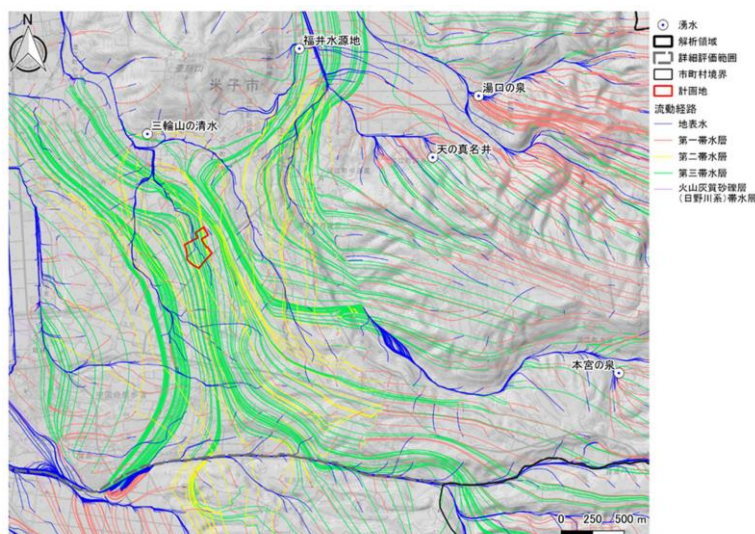 N
福井水源地
米子市
湯口の泉
三輪山の清水
天の真名井
本宮の泉
0 250 500 m
湧水
解析領域
詳細評価範囲
市町村境界
計画地
流動経路
地表水
第一帯水層
第二帯水層
第三帯水層
火山灰質砂礫層
(日野川系)帯水層